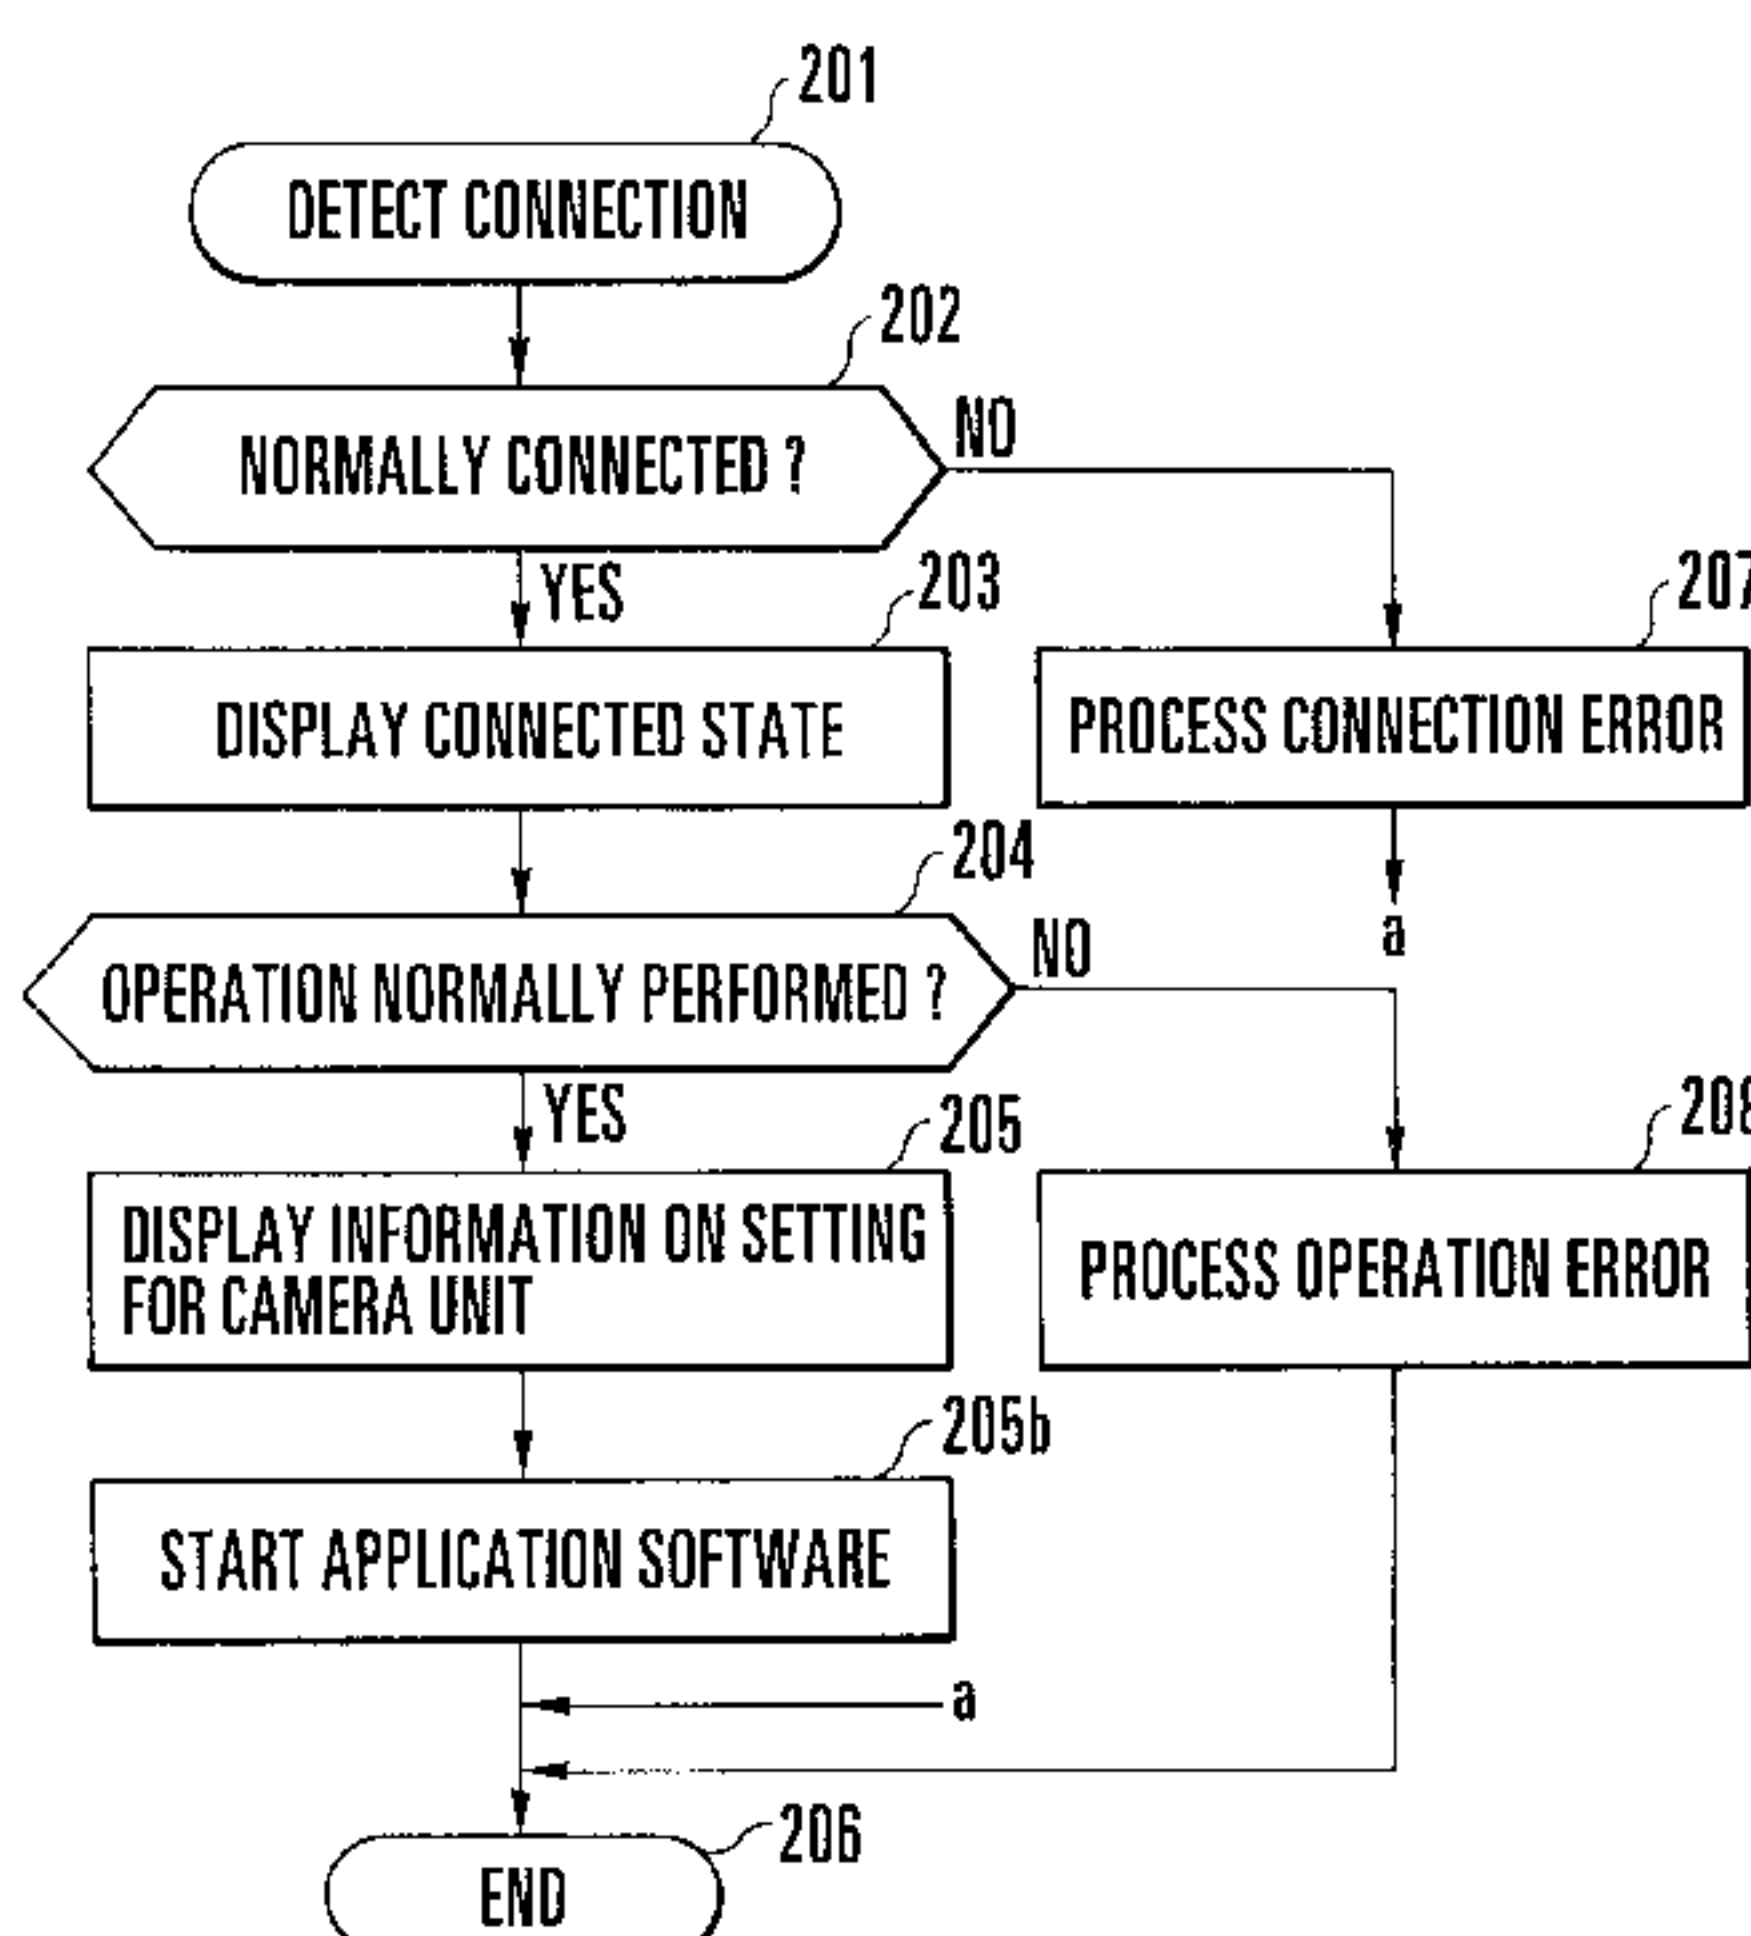 201
DETECT CONNECTION
202
NORMALLY CONNECTED ?
NO
YES
203
207
DISPLAY CONNECTED STATE
PROCESS CONNECTION ERROR
204
a
OPERATION NORMALLY PERFORMED ?
NO
YES
205
208
DISPLAY INFORMATION ON SETTING
FOR CAMERA UNIT
PROCESS OPERATION ERROR
205b
START APPLICATION SOFTWARE
a
206
END